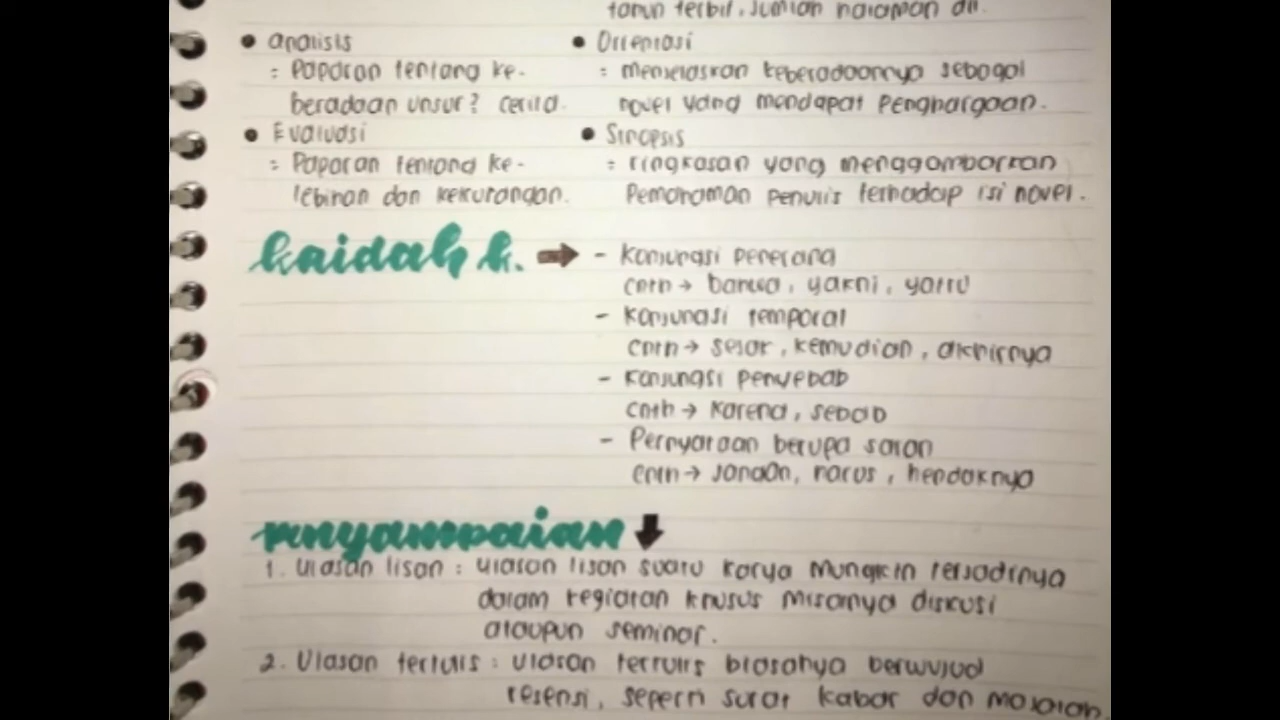 tahun terbit, jumlah halaman dll.
• Analisis
: Paparan tentang ke-
beradaan unsur² cerita.
• Evaluasi
: Paparan tentang ke-
lebihan dan kekurangan.
• Orientasi
: menjelaskan keberadaannya sebagai
novel yang mendapat Penghargaan.
• Sinopsis
: ringkasan yang menggambarkan
Pemahaman Penulis terhadap isi novel.
kaidah k. ➡ - Konjungsi penerang
cnth → bahwa, yakni, yaitu
- Konjungsi temporal
cnth → sejak, kemudian, akhirnya
- Konjungsi penyebab
cnth → karena, sebab
- Pernyataan berupa saran
cnth → jangan, harus, hendaknya
penyampaian ⬇
1. Ulasan lisan : ulasan lisan suatu karya mungkin terjadinya
dalam kegiatan khusus misalnya diskusi
ataupun seminar.
2. Ulasan tertulis : ulasan tertulis biasanya berwujud
resensi, seperti surat kabar dan majalah